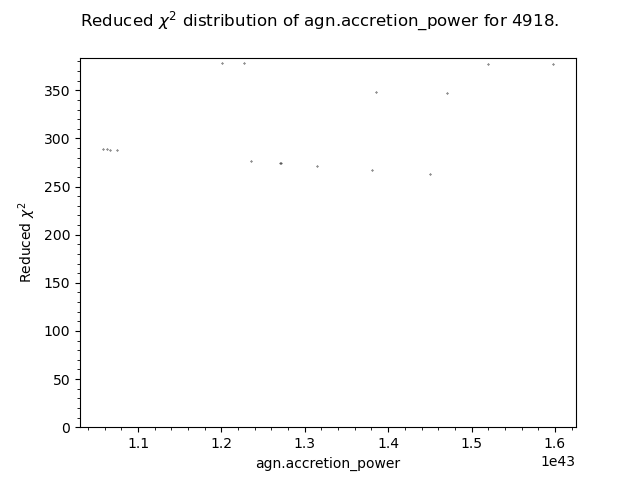 Reduced χ² distribution of agn.accretion_power for 4918.
350
300
250
200
150
100
50
0
Reduced χ²
1.1 1.2 1.3 1.4 1.5 1.6
1e43
agn.accretion_power